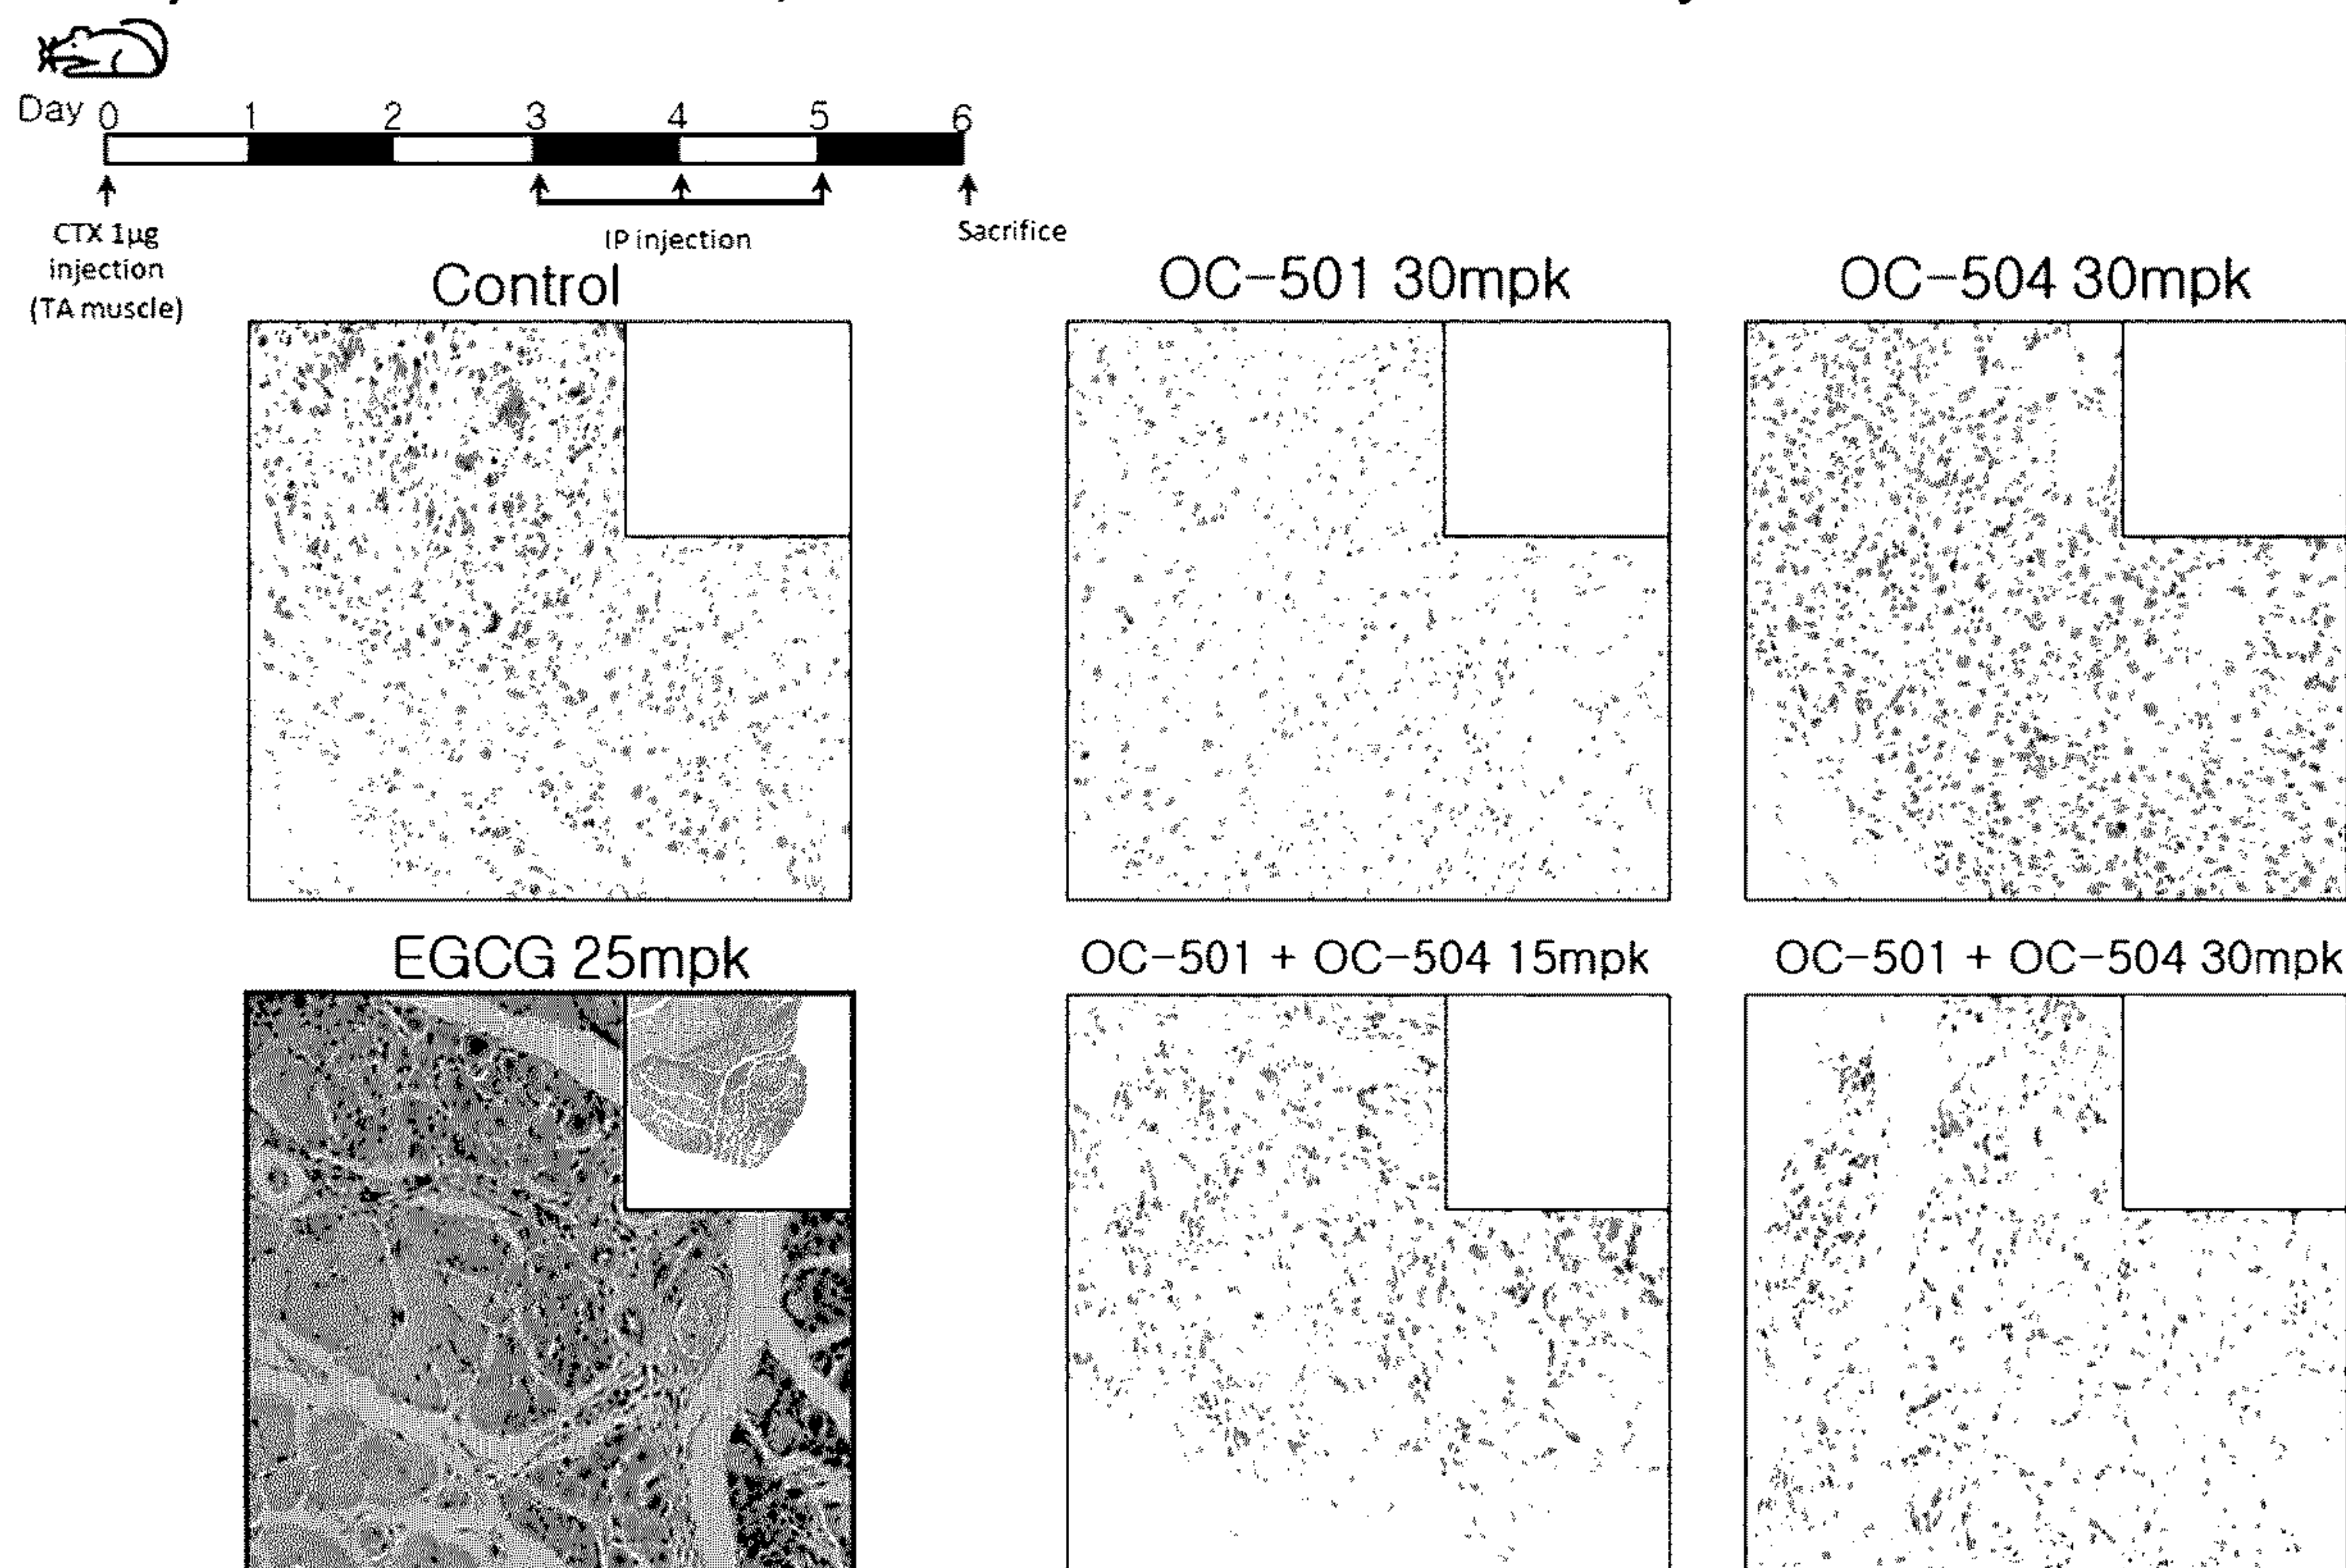 Day 0 1 2 3 4 5 6
CTX 1μg
injection
(TA muscle)
IP injection
Sacrifice
Control
OC-501 30mpk
OC-504 30mpk
EGCG 25mpk
OC-501 + OC-504 15mpk
OC-501 + OC-504 30mpk